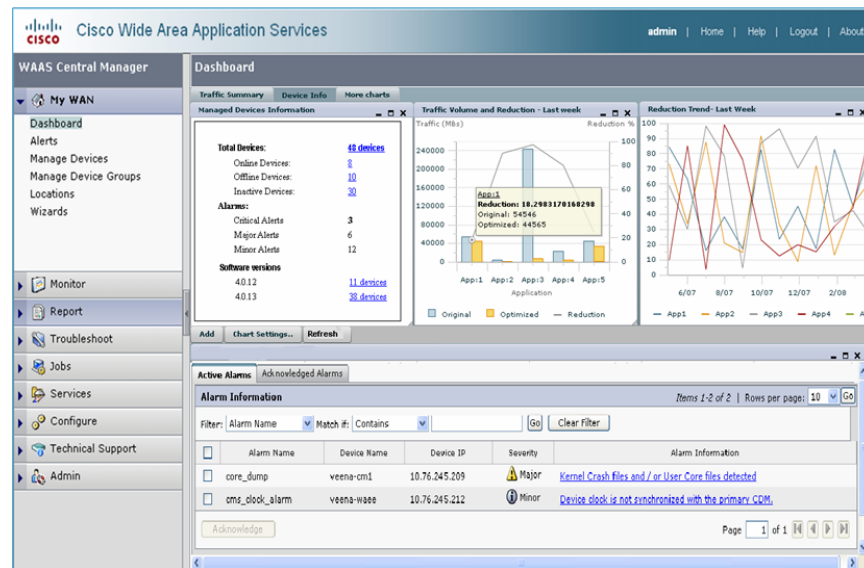 CISCO Cisco Wide Area Application Services
admin | Home | Help | Logout | About
WAAS Central Manager
My WAN
Dashboard
Alerts
Manage Devices
Manage Device Groups
Locations
Wizards
Monitor
Report
Troubleshoot
Jobs
Services
Configure
Technical Support
Admin
Dashboard
Traffic Summary Device Info More charts
Managed Devices Information
Total Devices: 48 devices
Online Devices: 8
Offline Devices: 10
Inactive Devices: 30
Alarms:
Critical Alerts 3
Major Alerts 6
Minor Alerts 12
Software versions
4.0.12 11 devices
4.0.13 38 devices
Traffic Volume and Reduction - Last week
Traffic (MBs) Reduction %
240000
200000
160000
120000
80000
40000
0
100
80
60
40
20
0
App:1
Reduction: 18.2983178168298
Original: 54546
Optimized: 44565
App:1 App:2 App:3 App:4 App:5
Application
Original Optimized Reduction
Reduction Trend- Last Week
100
90
80
70
60
50
40
30
20
10
0
6/07 8/07 10/07 12/07 2/08
App1 App2 App3 App4
Add Chart Settings.. Refresh
Active Alarms Acknowledged Alarms
Alarm Information Items 1-2 of 2 | Rows per page: 10 Go
Filter: Alarm Name Match if: Contains Go Clear Filter
Alarm Name Device Name Device IP Severity Alarm Information
core_dump veena-cm1 10.76.245.209 Major Kernel Crash files and / or User Core files detected
cms_clock_alarm veena-waee 10.76.245.212 Minor Device clock is not synchronized with the primary CDM.
Acknowledge Page 1 of 1